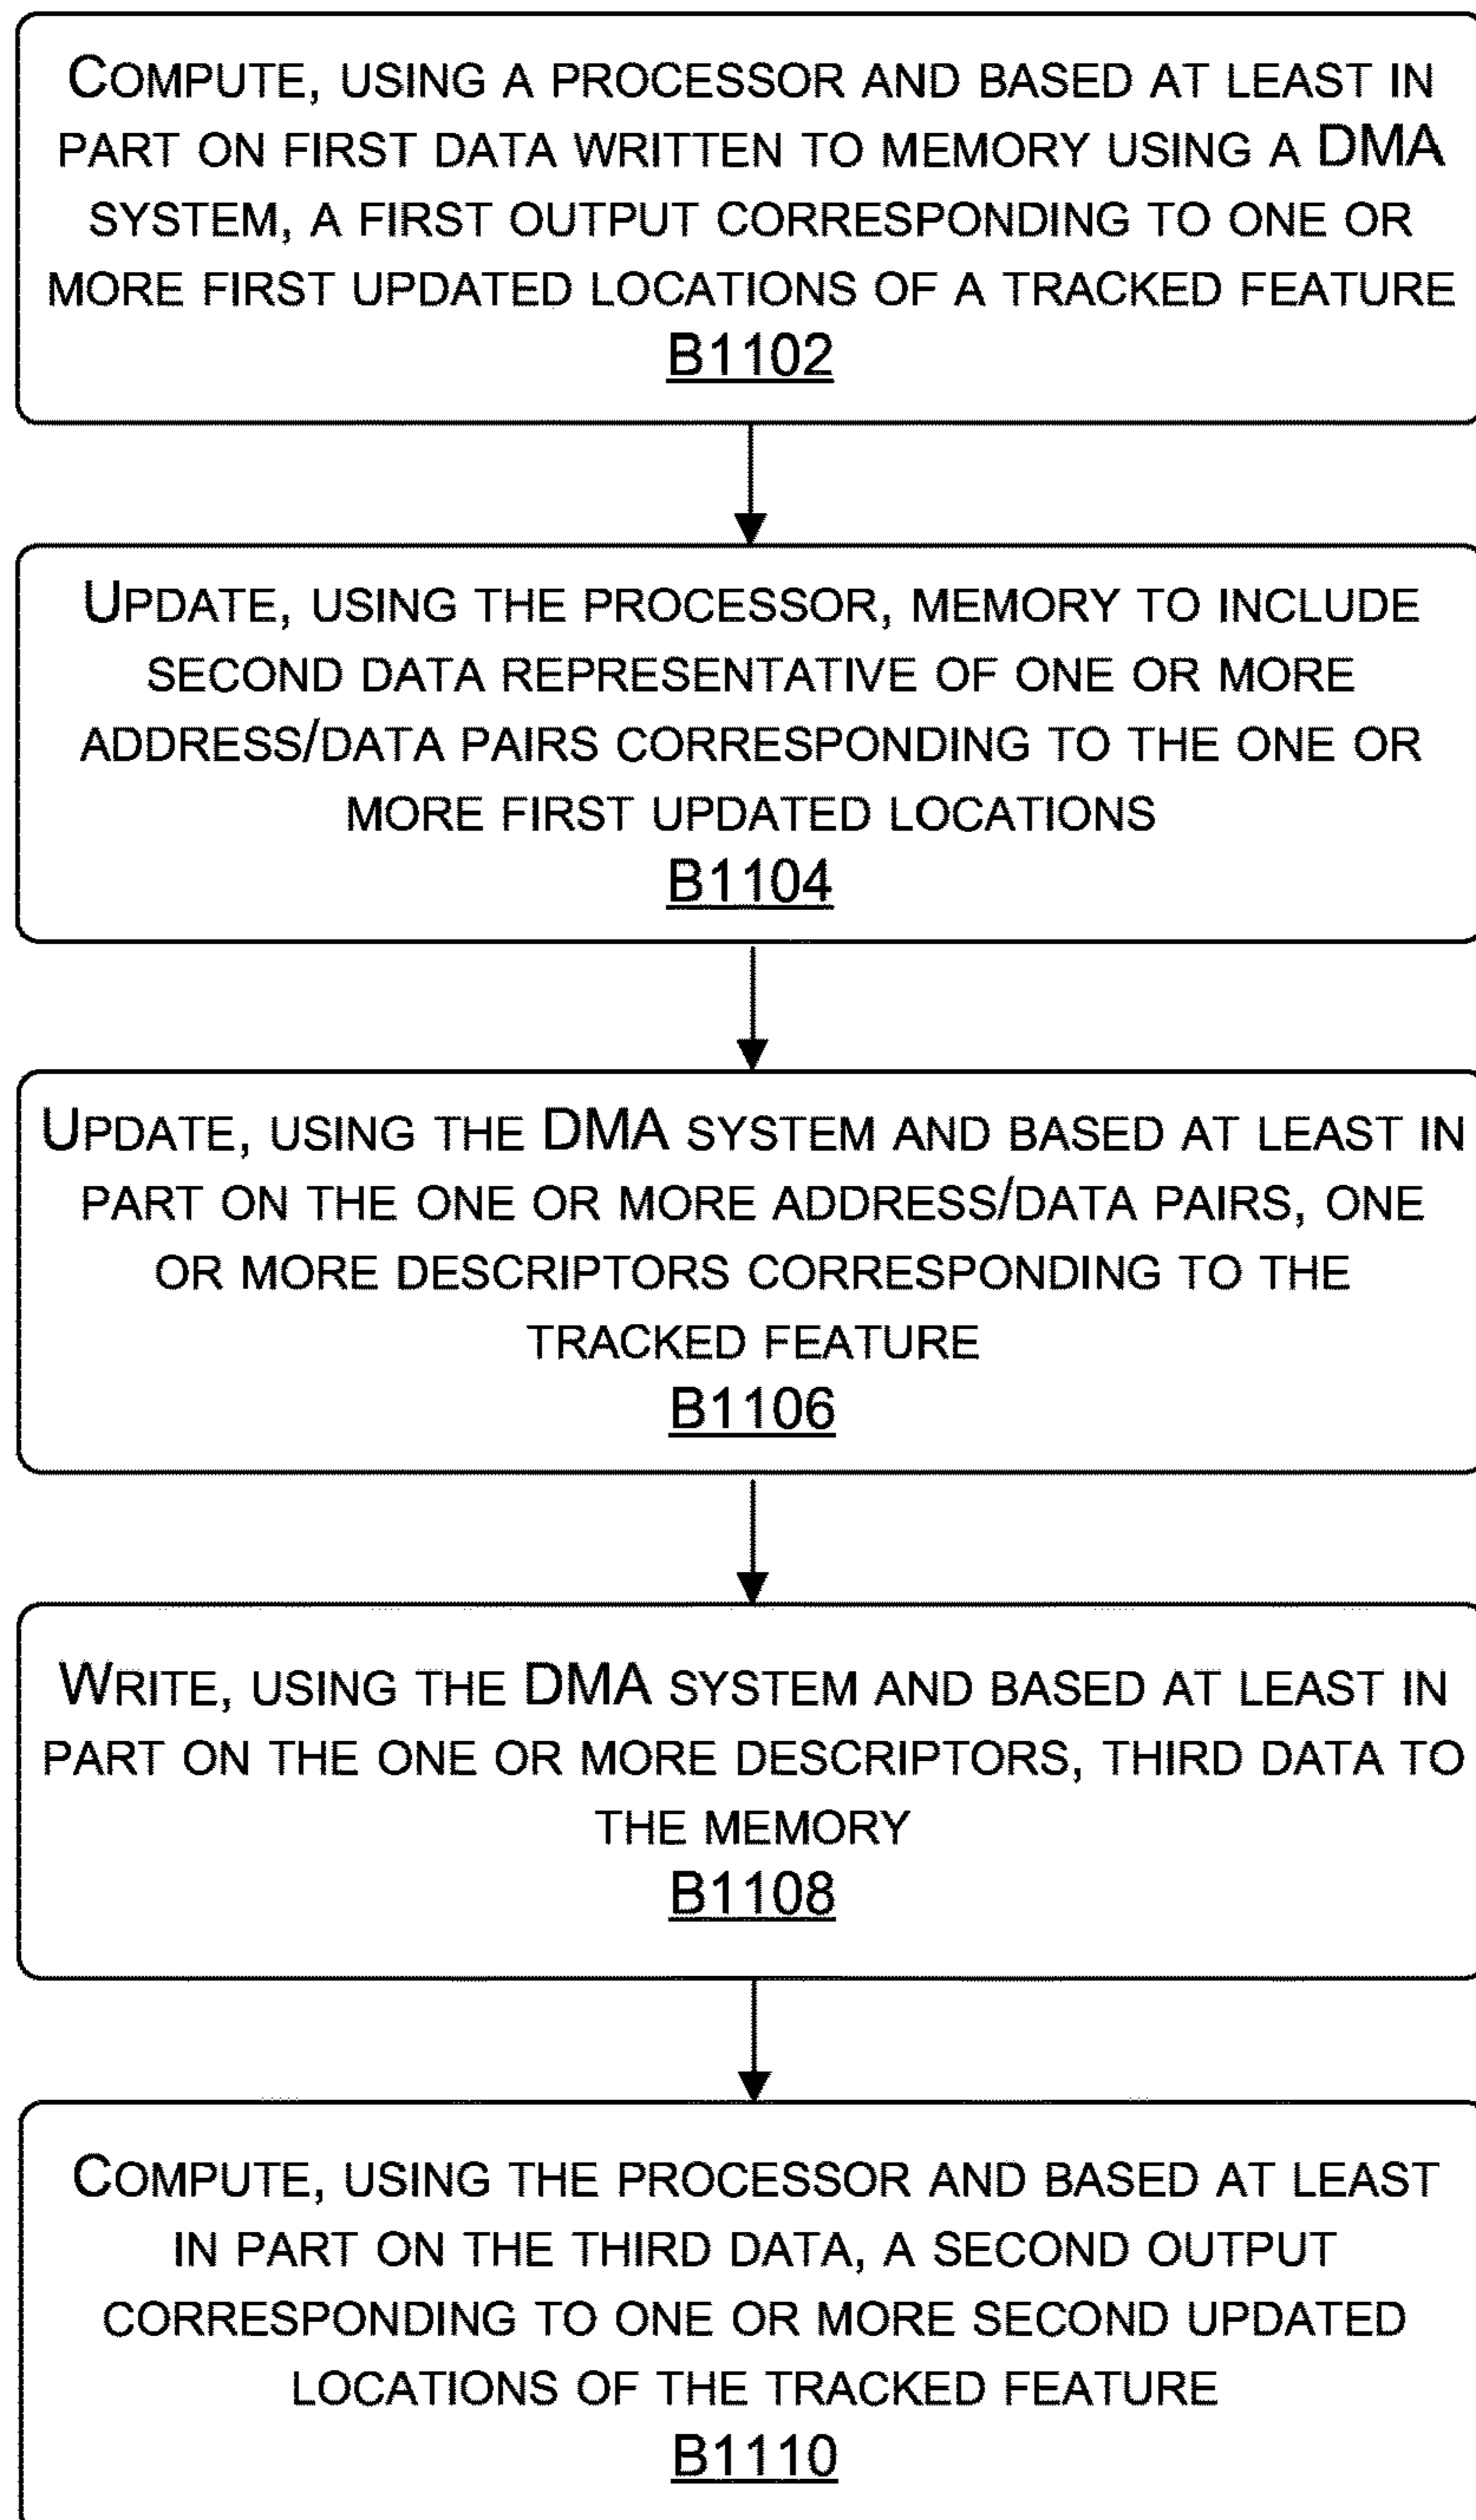 COMPUTE, USING A PROCESSOR AND BASED AT LEAST IN
PART ON FIRST DATA WRITTEN TO MEMORY USING A DMA
SYSTEM, A FIRST OUTPUT CORRESPONDING TO ONE OR
MORE FIRST UPDATED LOCATIONS OF A TRACKED FEATURE
B1102
UPDATE, USING THE PROCESSOR, MEMORY TO INCLUDE
SECOND DATA REPRESENTATIVE OF ONE OR MORE
ADDRESS/DATA PAIRS CORRESPONDING TO THE ONE OR
MORE FIRST UPDATED LOCATIONS
B1104
UPDATE, USING THE DMA SYSTEM AND BASED AT LEAST IN
PART ON THE ONE OR MORE ADDRESS/DATA PAIRS, ONE
OR MORE DESCRIPTORS CORRESPONDING TO THE
TRACKED FEATURE
B1106
WRITE, USING THE DMA SYSTEM AND BASED AT LEAST IN
PART ON THE ONE OR MORE DESCRIPTORS, THIRD DATA TO
THE MEMORY
B1108
COMPUTE, USING THE PROCESSOR AND BASED AT LEAST
IN PART ON THE THIRD DATA, A SECOND OUTPUT
CORRESPONDING TO ONE OR MORE SECOND UPDATED
LOCATIONS OF THE TRACKED FEATURE
B1110